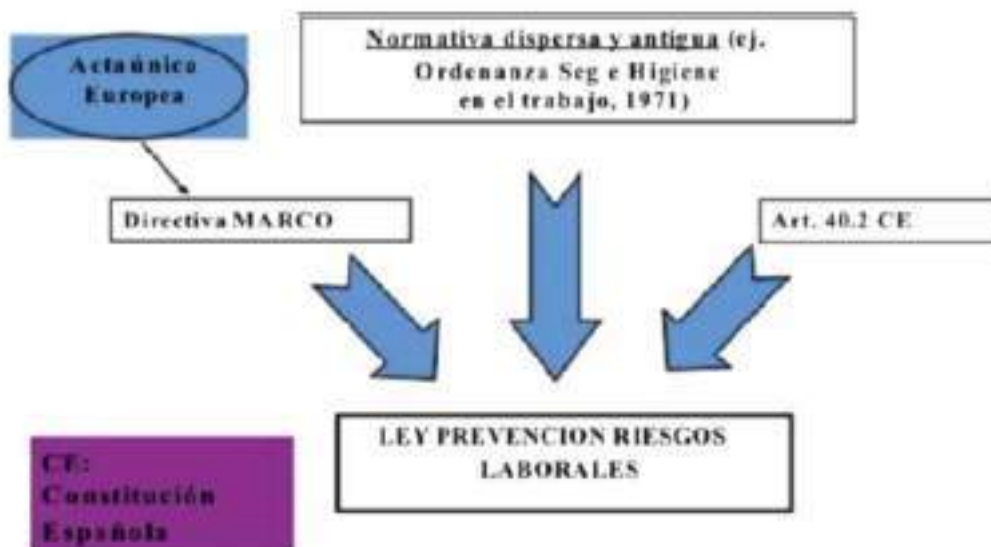 Acta única
Europea
Normativa dispersa y antigua (ej.
Ordenanza Seg e Higiene
en el trabajo, 1971)
Directiva MARCO
Art. 40.2 CE
LEY PREVENCION RIESGOS
LABORALES
CE:
Constitución
Española